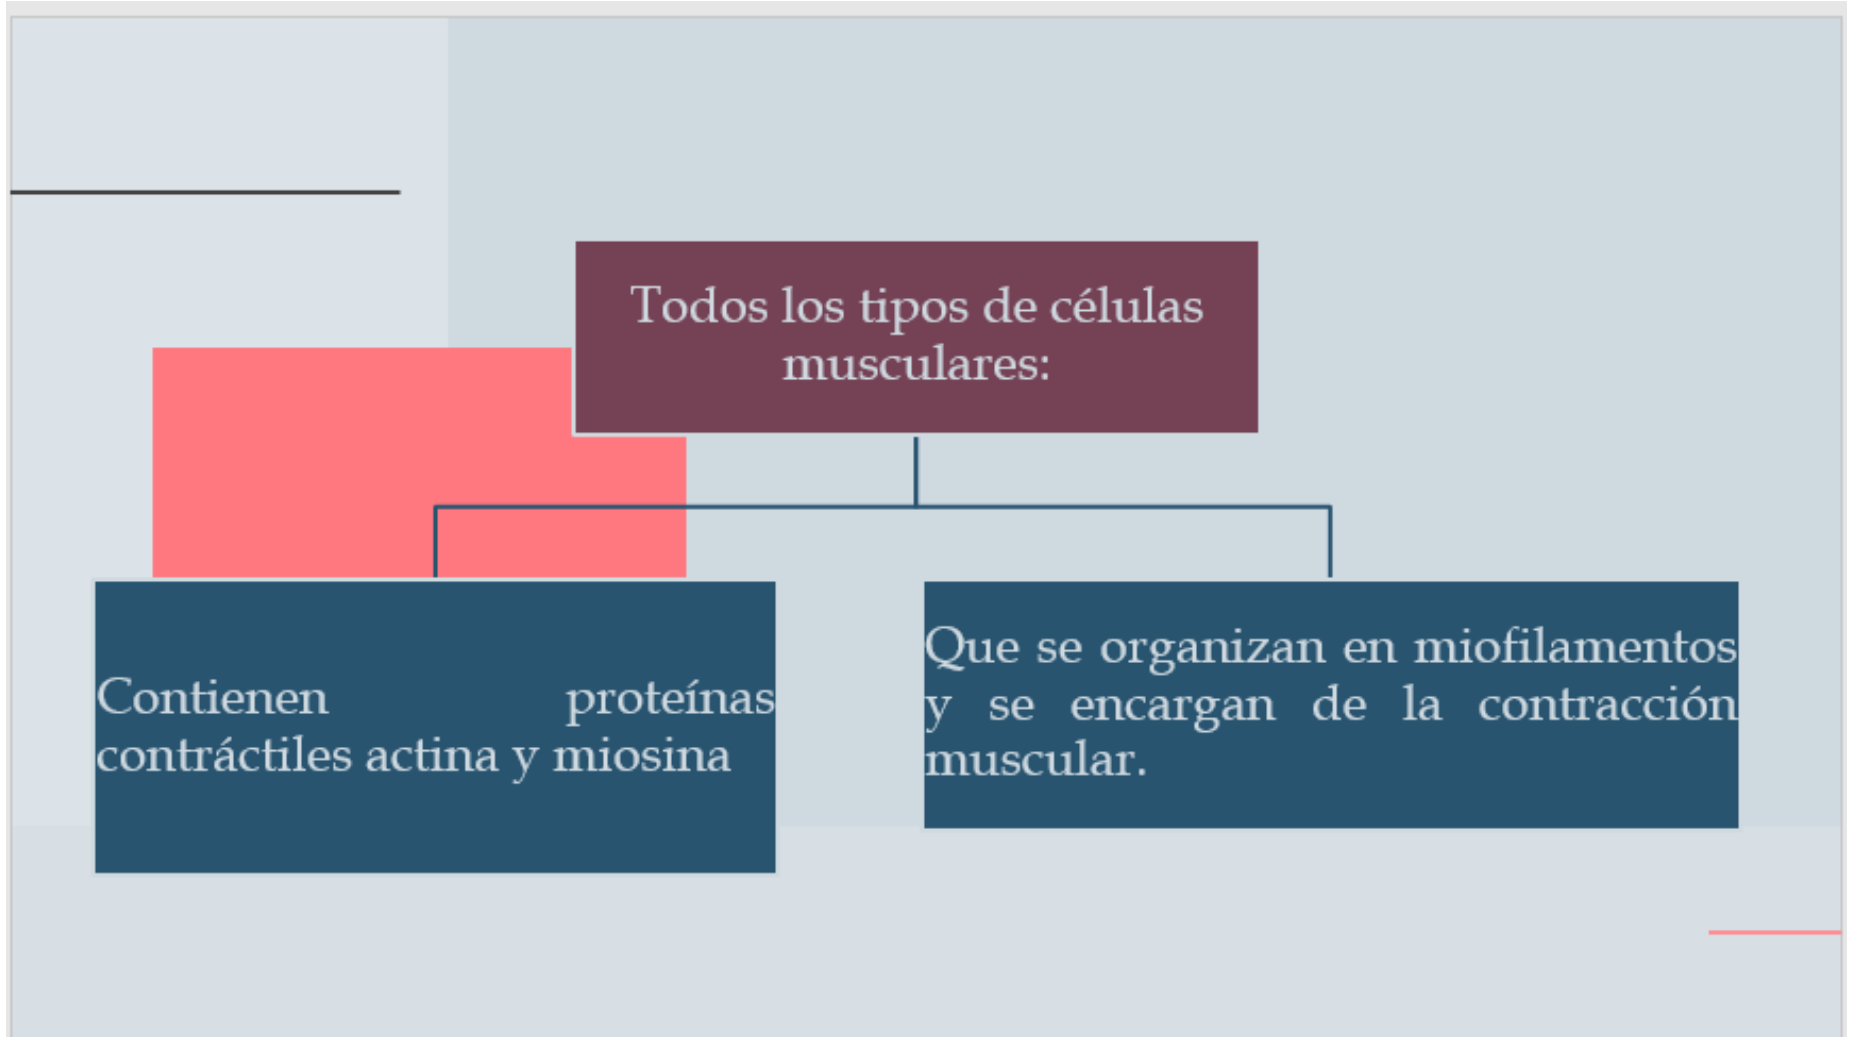 Todos los tipos de células
musculares:
Contienen proteínas
contráctiles actina y miosina
Que se organizan en miofilamentos
y se encargan de la contracción
muscular.